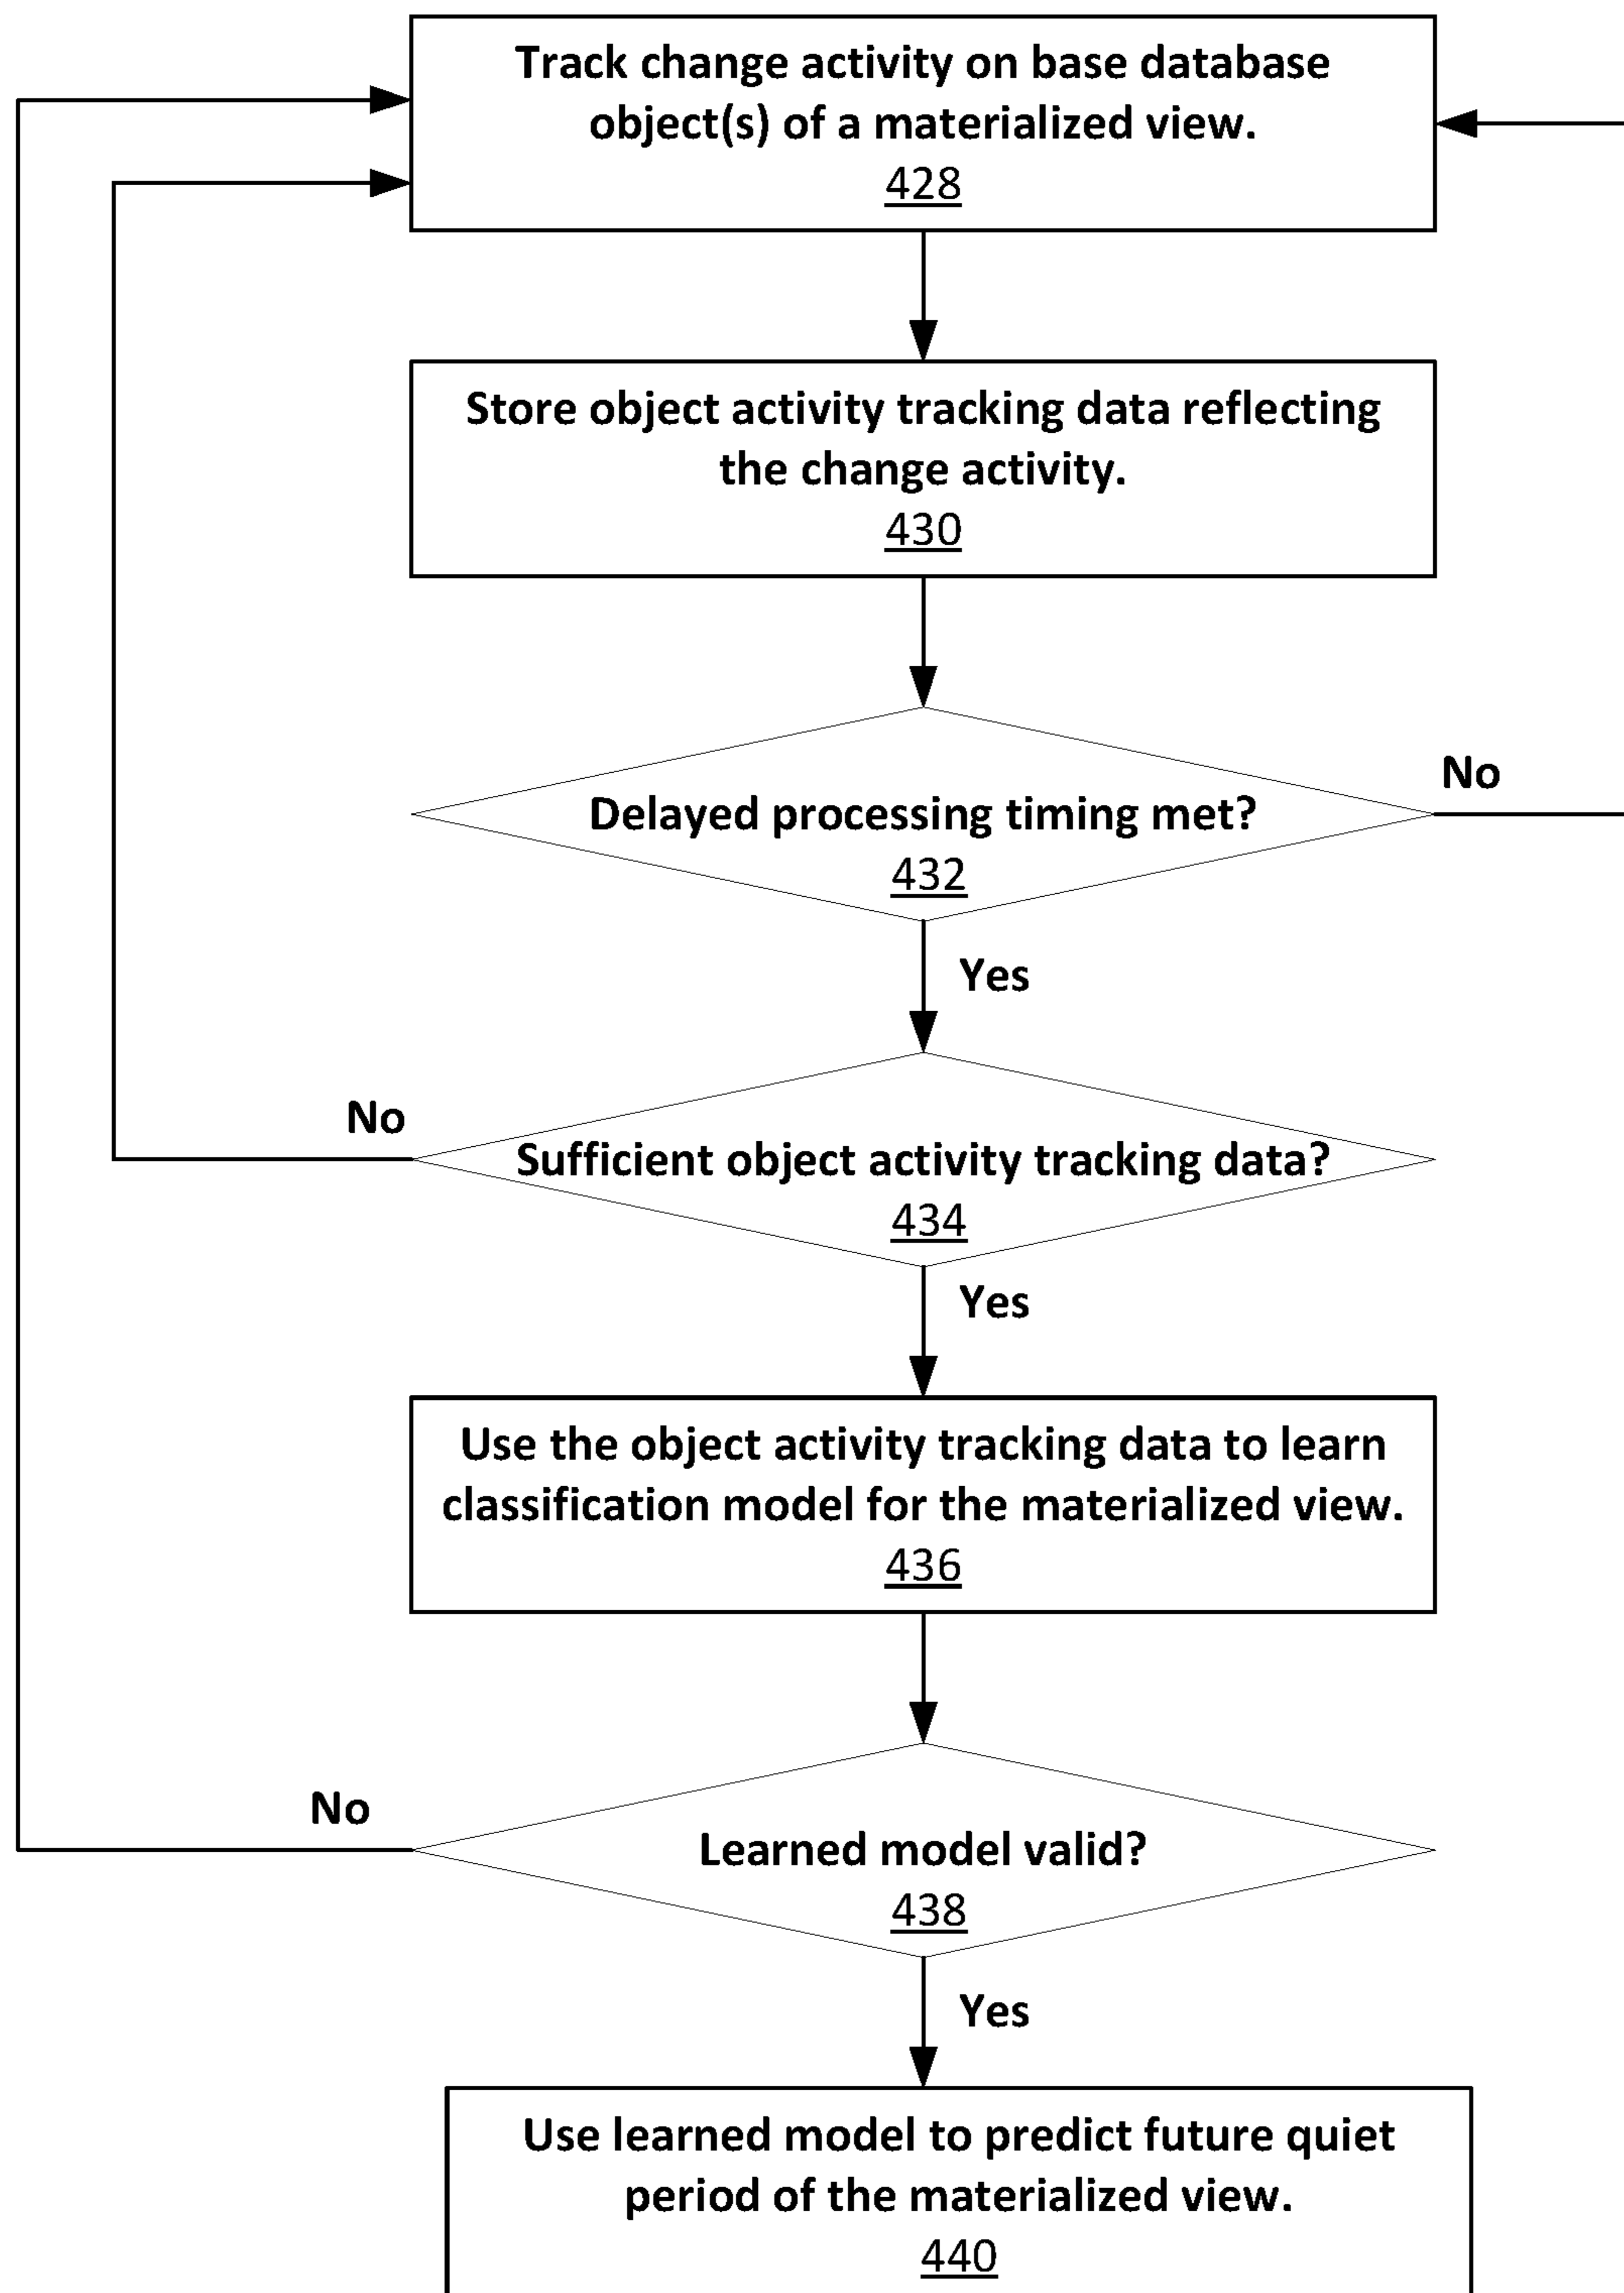 Track change activity on base database
object(s) of a materialized view.
428
Store object activity tracking data reflecting
the change activity.
430
Delayed processing timing met?
432
No
Yes
Sufficient object activity tracking data?
434
No
Yes
Use the object activity tracking data to learn
classification model for the materialized view.
436
Learned model valid?
438
No
Yes
Use learned model to predict future quiet
period of the materialized view.
440